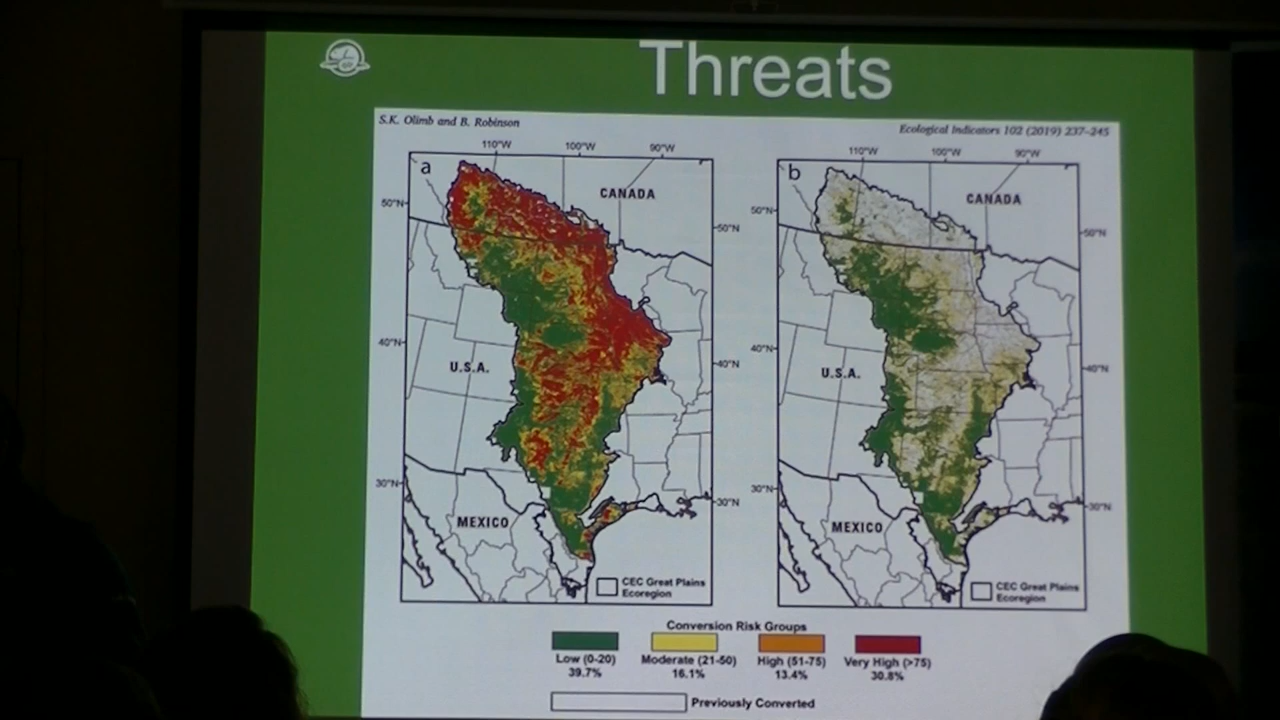 Threats
S.K. Olimb and B. Robinson
Ecological Indicators 102 (2019) 237-245
110°W 100°W 90°W
a
CANADA
50°N
50°N
40°N
40°N
U.S.A.
30°N
30°N
MEXICO
CEC Great Plains
Ecoregion
110°W 100°W 90°W
b
CANADA
50°N
50°N
40°N
40°N
U.S.A.
30°N
30°N
MEXICO
CEC Great Plains
Ecoregion
Conversion Risk Groups
Low (0-20) Moderate (21-50) High (51-75) Very High (>75)
39.7% 16.1% 13.4% 30.8%
Previously Converted